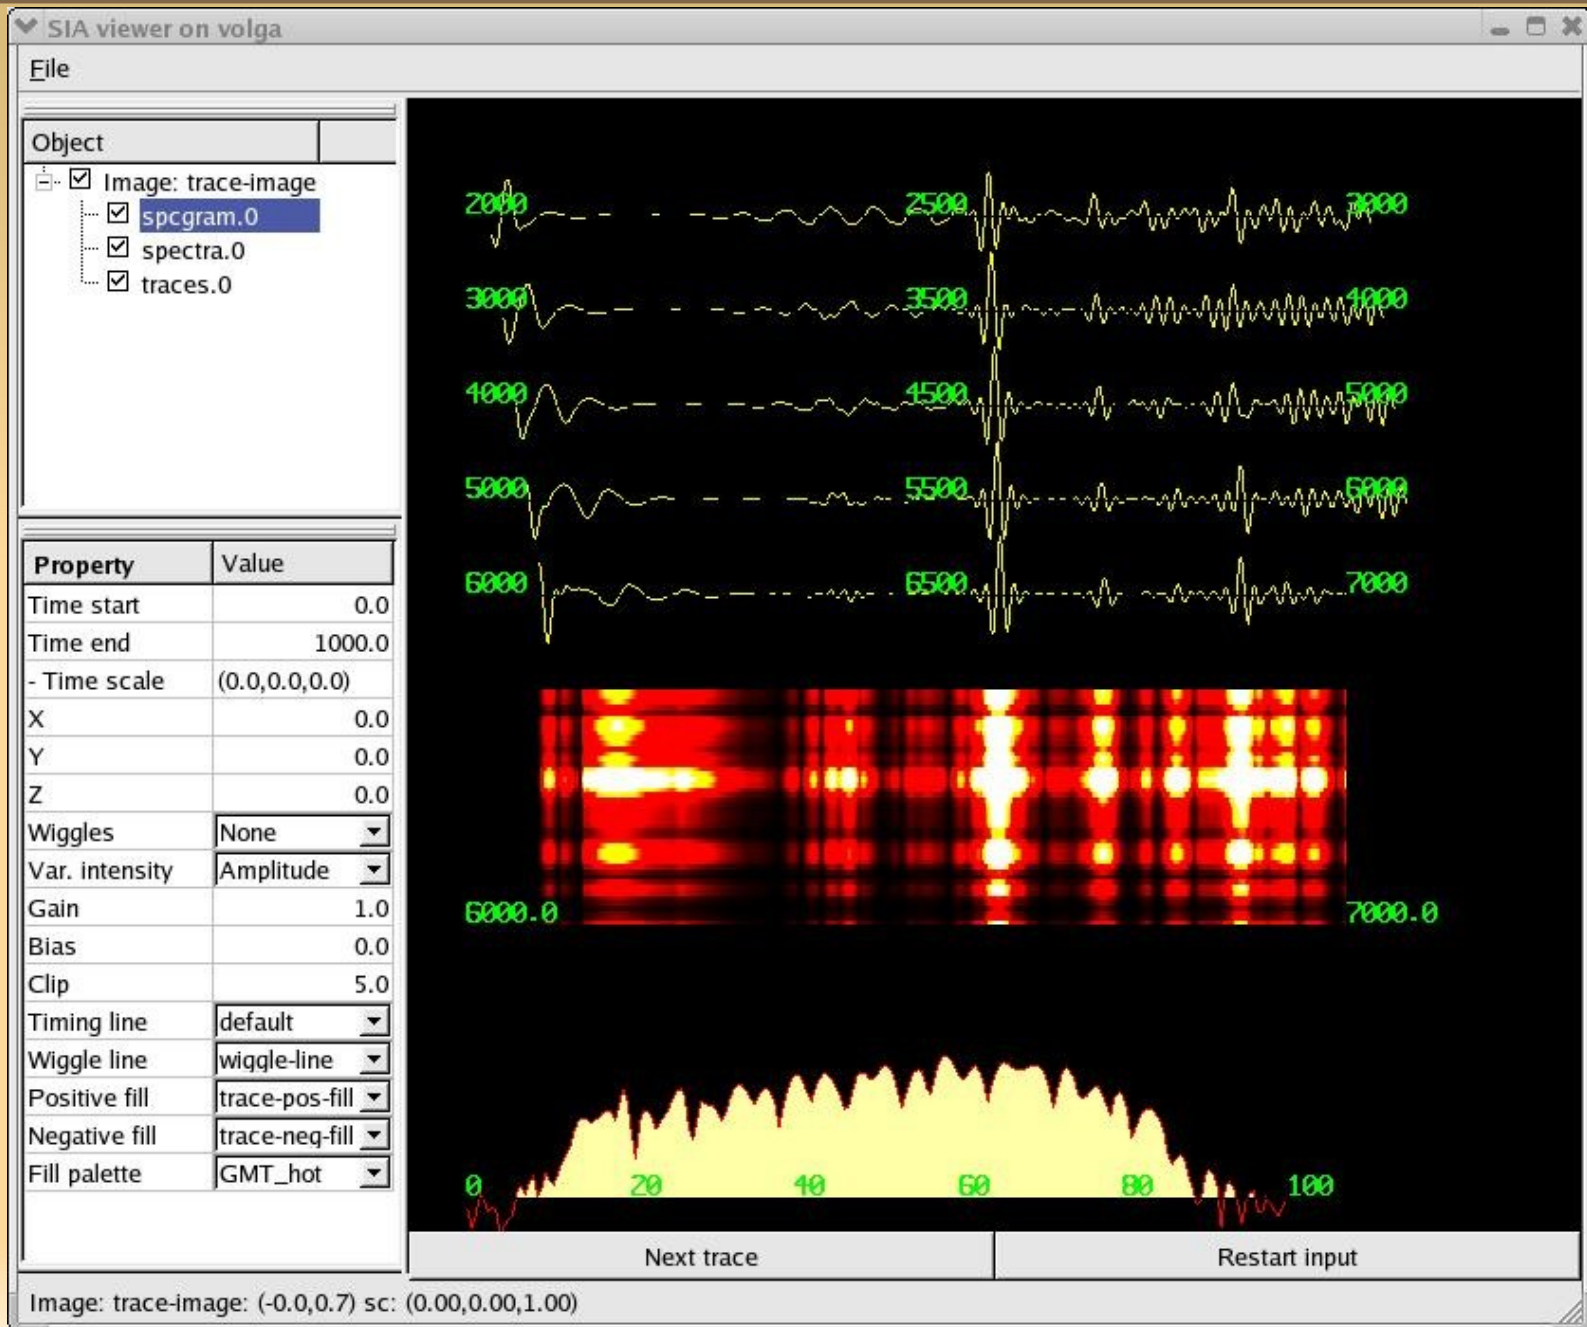 SIA viewer on volga
File
Object
Image: trace-image
spcgram.0
spectra.0
traces.0
Property Value
Time start 0.0
Time end 1000.0
- Time scale (0.0,0.0,0.0)
X 0.0
Y 0.0
Z 0.0
Wiggles None
Var. intensity Amplitude
Gain 1.0
Bias 0.0
Clip 5.0
Timing line default
Wiggle line wiggle-line
Positive fill trace-pos-fill
Negative fill trace-neg-fill
Fill palette GMT_hot
2000 2500 3000
3000 3500 4000
4000 4500 5000
5000 5500 6000
6000 6500 7000
6000.0 7000.0
0 20 40 60 80 100
Next trace Restart input
Image: trace-image: (-0.0,0.7) sc: (0.00,0.00,1.00)